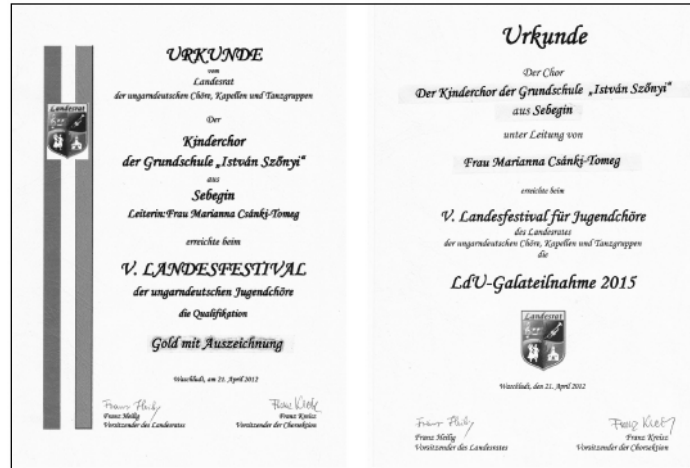 URKUNDE
vom
Landesrat
der ungarndeutschen Chöre, Kapellen und Tanzgruppen
Der
Kinderchor
der Grundschule „István Szőnyi"
aus
Sebegin
Leiterin: Frau Marianna Csánki-Tomeg
erreichte beim
V. LANDESFESTIVAL
der ungarndeutschen Jugendchöre
die Qualifikation
Gold mit Auszeichnung
Waschludt, am 21. April 2012
Franz Heilig
Vorsitzender des Landesrates
Franz Kreisz
Vorsitzender der Chorsektion
Landesrat
Urkunde
Der Chor
Der Kinderchor der Grundschule „István Szőnyi"
aus Sebegin
unter Leitung von
Frau Marianna Csánki-Tomeg
erreichte beim
V. Landesfestival für Jugendchöre
des Landesrates
der ungarndeutschen Chöre, Kapellen und Tanzgruppen
die
LdU-Galateilnahme 2015
Landesrat
Waschludt, den 21. April 2012
Franz Heilig
Vorsitzender des Landesrates
Franz Kreisz
Vorsitzender der Chorsektion